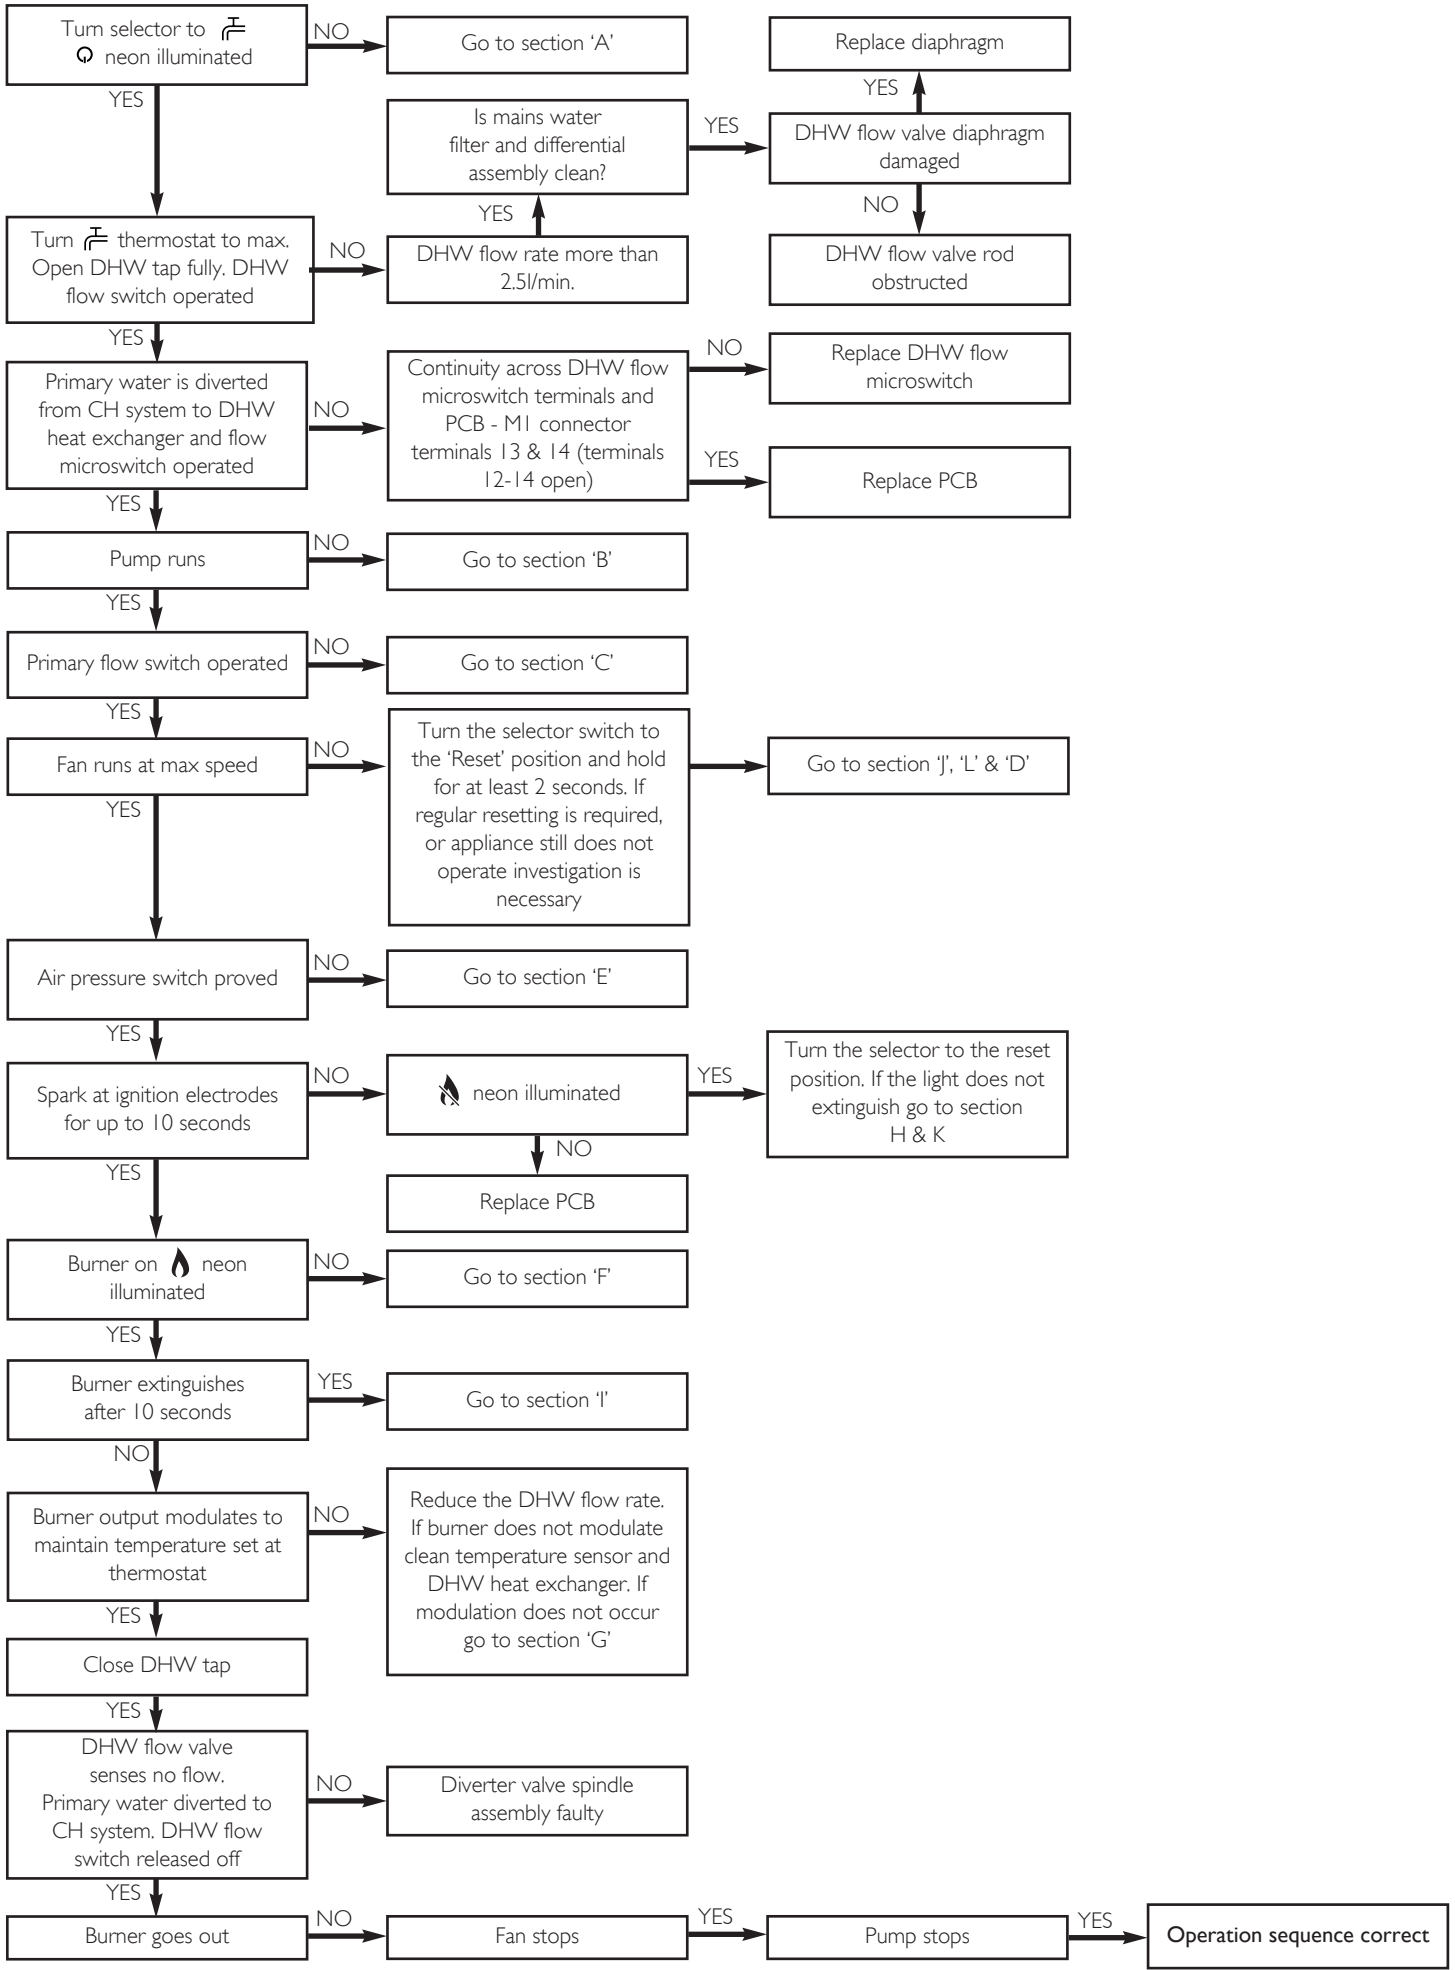 Turn selector to
neon illuminated
NO
Go to section ‘A’
YES
Replace diaphragm
YES
Is mains water
filter and differential
assembly clean?
YES
DHW flow valve diaphragm
damaged
NO
DHW flow valve rod
obstructed
YES
Turn thermostat to max.
Open DHW tap fully. DHW
flow switch operated
NO
DHW flow rate more than
2.5l/min.
YES
Primary water is diverted
from CH system to DHW
heat exchanger and flow
microswitch operated
NO
Continuity across DHW flow
microswitch terminals and
PCB - M1 connector
terminals 13 & 14 (terminals
12-14 open)
NO
Replace DHW flow
microswitch
YES
Replace PCB
YES
Pump runs
NO
Go to section ‘B’
YES
Primary flow switch operated
NO
Go to section ‘C’
YES
Fan runs at max speed
NO
Turn the selector switch to
the ‘Reset’ position and hold
for at least 2 seconds. If
regular resetting is required,
or appliance still does not
operate investigation is
necessary
Go to section ‘J’, ‘L’ & ‘D’
YES
Air pressure switch proved
NO
Go to section ‘E’
YES
Spark at ignition electrodes
for up to 10 seconds
NO
neon illuminated
YES
Turn the selector to the reset
position. If the light does not
extinguish go to section
H & K
NO
Replace PCB
YES
Burner on neon
illuminated
NO
Go to section ‘F’
YES
Burner extinguishes
after 10 seconds
YES
Go to section ‘I’
NO
Burner output modulates to
maintain temperature set at
thermostat
NO
Reduce the DHW flow rate.
If burner does not modulate
clean temperature sensor and
DHW heat exchanger. If
modulation does not occur
go to section ‘G’
YES
Close DHW tap
YES
DHW flow valve
senses no flow.
Primary water diverted to
CH system. DHW flow
switch released off
NO
Diverter valve spindle
assembly faulty
YES
Burner goes out
NO
Fan stops
YES
Pump stops
YES
Operation sequence correct